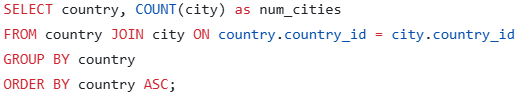 SELECT country, COUNT(city) as num_cities
FROM country JOIN city ON country.country_id = city.country_id
GROUP BY country
ORDER BY country ASC;